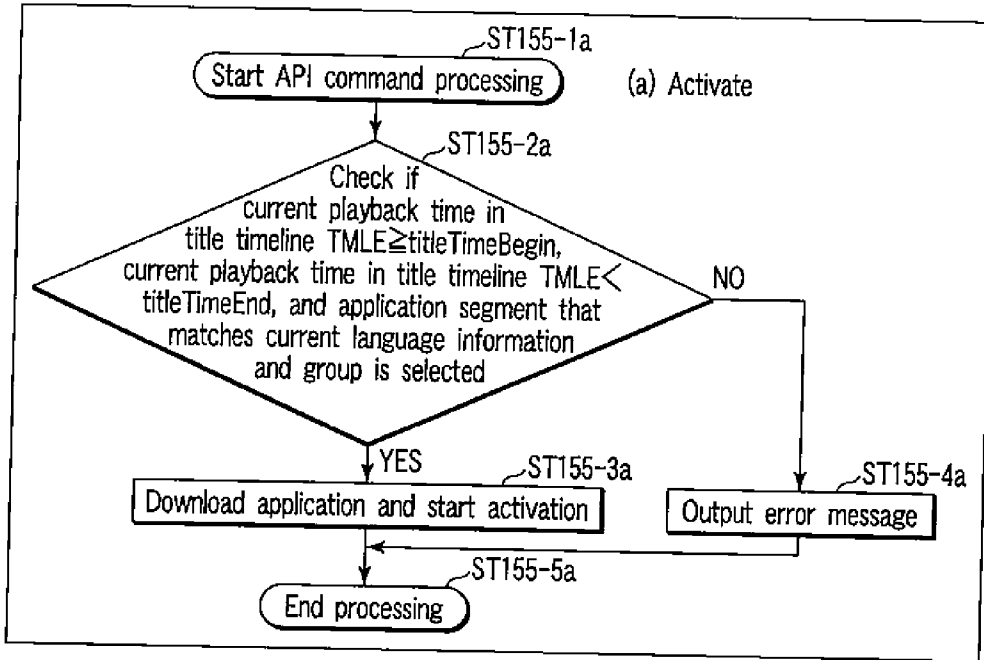 ST155-1a
Start API command processing
(a) Activate
ST155-2a
Check if
current playback time in
title timeline TMLE≧titleTimeBegin,
current playback time in title timeline TMLE<
titleTimeEnd, and application segment that
matches current language information
and group is selected
NO
YES
ST155-3a
Download application and start activation
ST155-4a
Output error message
ST155-5a
End processing